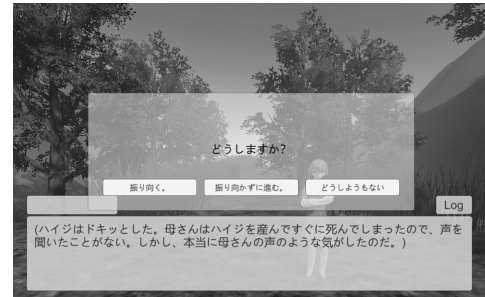 どうしますか?
振り向く。
振り向かずに進む。
どうしようもない
Log
(ハイジはドキッとした。母さんはハイジを産んですぐに死んでしまったので、声を
聞いたことがない。しかし、本当に母さんの声のような気がしたのだ。)